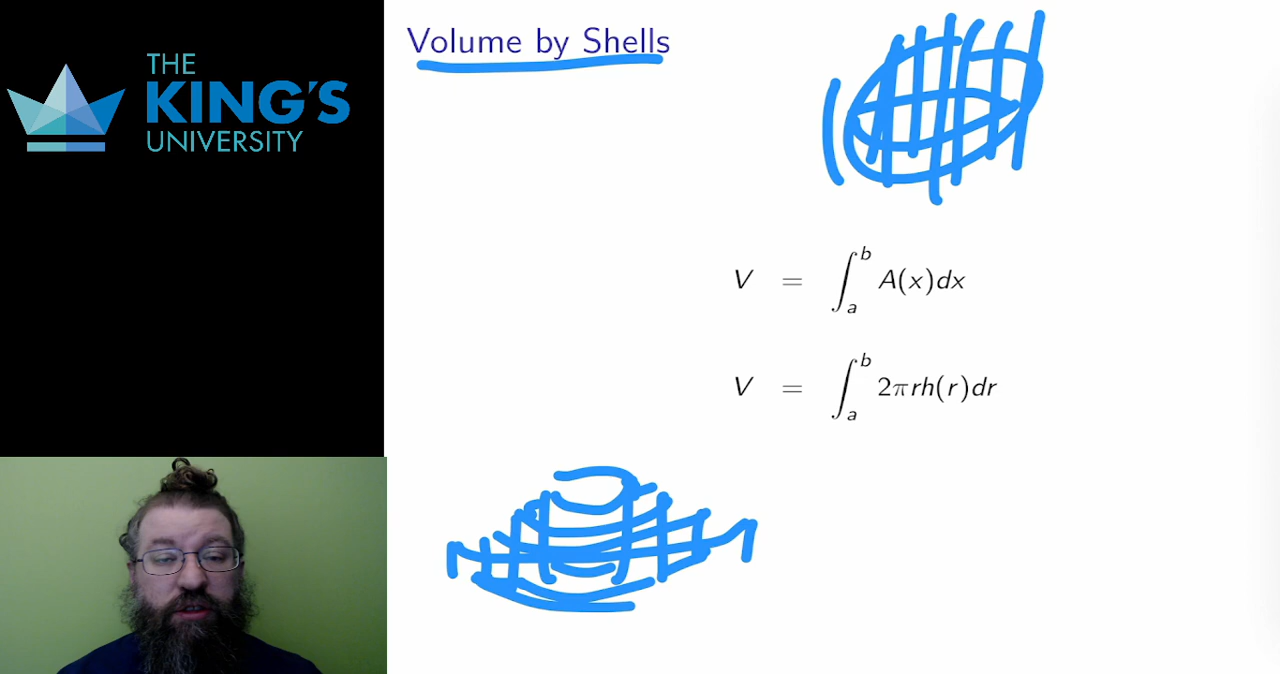 THE
KING'S
UNIVERSITY
Volume by Shells
V = ∫_a^b A(x)dx
V = ∫_a^b 2πrh(r)dr